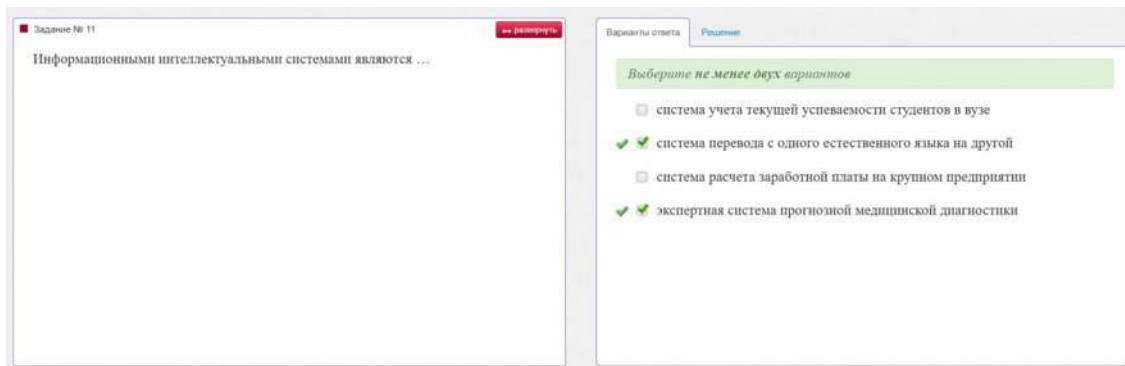 Задание № 11
развернуть
Информационными интеллектуальными системами являются …
Варианты ответа
Решение
Выберите не менее двух вариантов
система учета текущей успеваемости студентов в вузе
система перевода с одного естественного языка на другой
система расчета заработной платы на крупном предприятии
экспертная система прогнозной медицинской диагностики